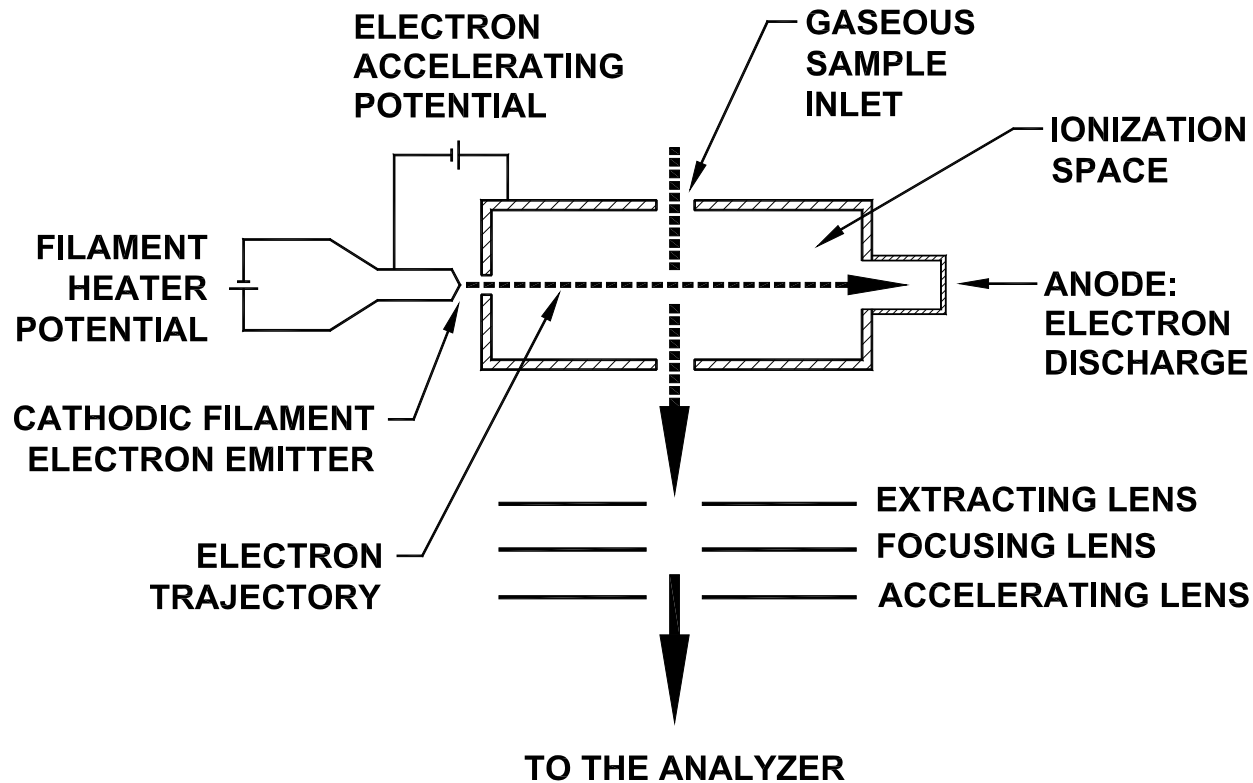 ELECTRON
ACCELERATING
POTENTIAL
GASEOUS
SAMPLE
INLET
IONIZATION
SPACE
FILAMENT
HEATER
POTENTIAL
ANODE:
ELECTRON
DISCHARGE
CATHODIC FILAMENT
ELECTRON EMITTER
ELECTRON
TRAJECTORY
EXTRACTING LENS
FOCUSING LENS
ACCELERATING LENS
TO THE ANALYZER